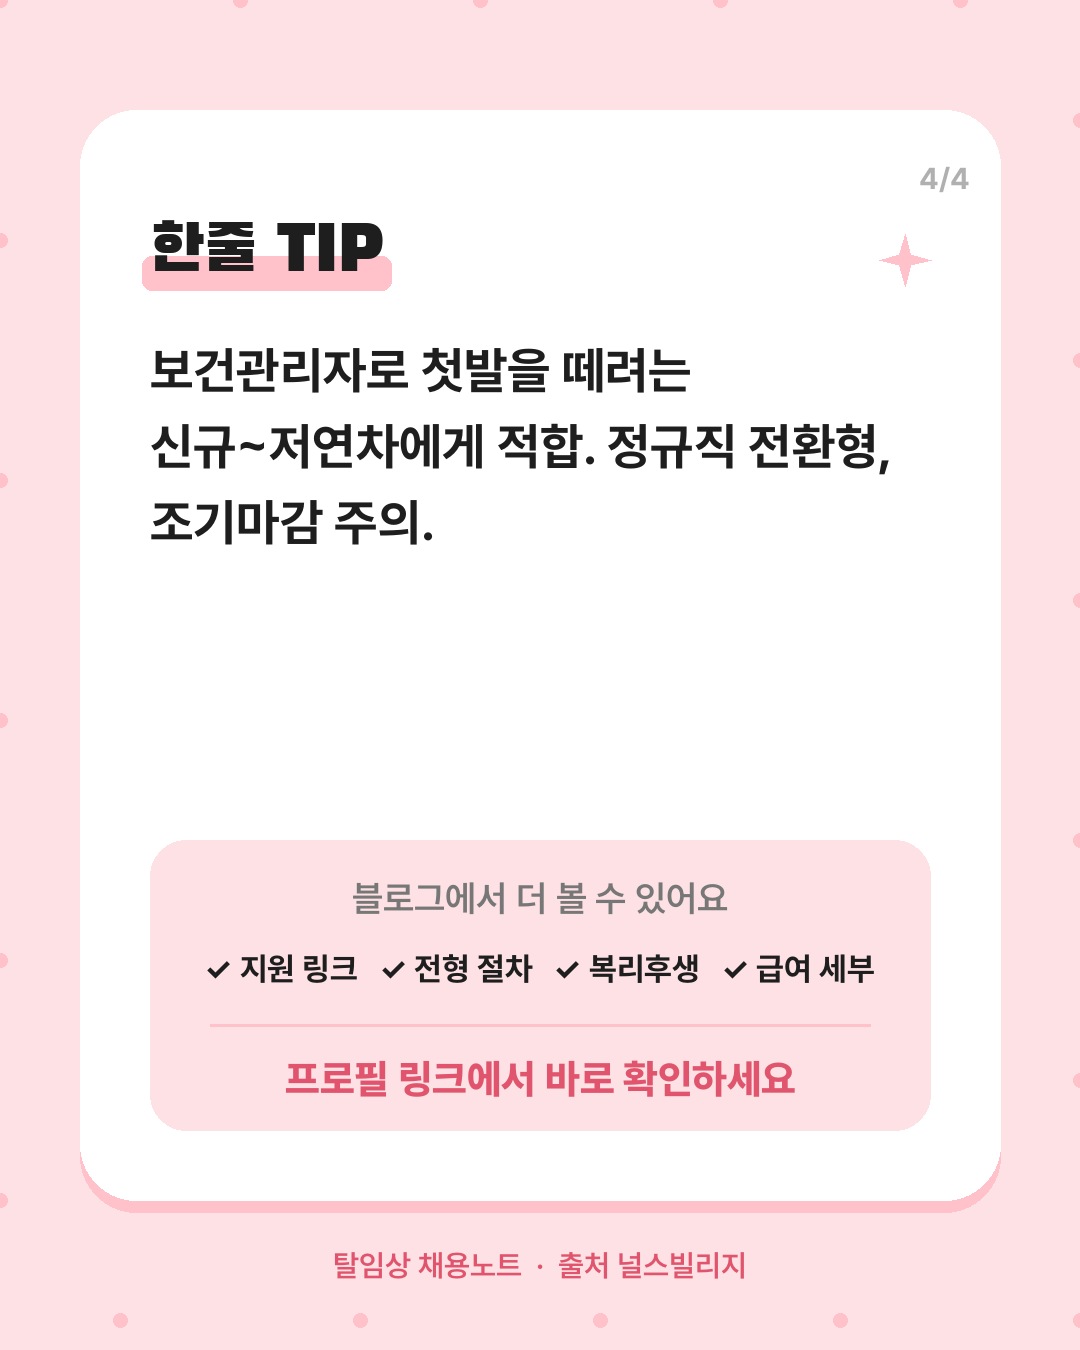 4/4
한줄 TIP
보건관리자로 첫발을 떼려는
신규~저연차에게 적합. 정규직 전환형,
조기마감 주의.
블로그에서 더 볼 수 있어요
✓ 지원 링크 ✓ 전형 절차 ✓ 복리후생 ✓ 급여 세부
프로필 링크에서 바로 확인하세요
탈임상 채용노트 · 출처 널스빌리지